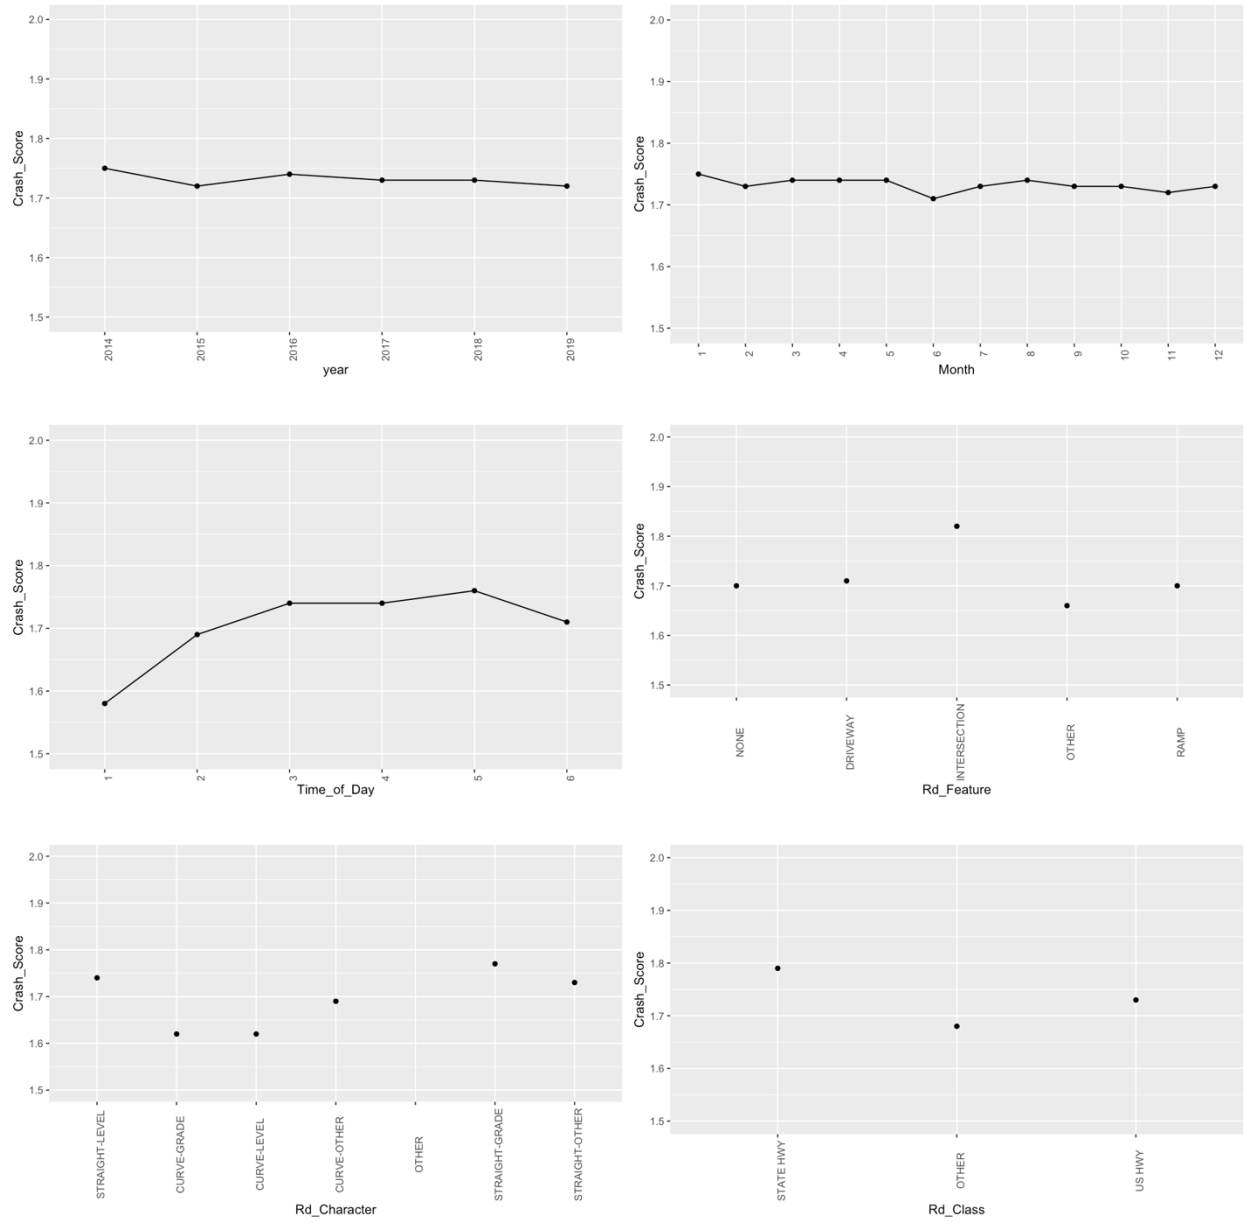 2.0
1.9
1.8
1.7
1.6
1.5
Crash_Score
2014
2015
2016
2017
2018
2019
year
2.0
1.9
1.8
1.7
1.6
1.5
Crash_Score
1
2
3
4
5
6
7
8
9
10
11
12
Month
2.0
1.9
1.8
1.7
1.6
1.5
Crash_Score
1
2
3
4
5
6
Time_of_Day
2.0
1.9
1.8
1.7
1.6
1.5
Crash_Score
NONE
DRIVEWAY
INTERSECTION
OTHER
RAMP
Rd_Feature
2.0
1.9
1.8
1.7
1.6
1.5
Crash_Score
STRAIGHT-LEVEL
CURVE-GRADE
CURVE-LEVEL
CURVE-OTHER
OTHER
STRAIGHT-GRADE
STRAIGHT-OTHER
Rd_Character
2.0
1.9
1.8
1.7
1.6
1.5
Crash_Score
STATE HWY
OTHER
US HWY
Rd_Class